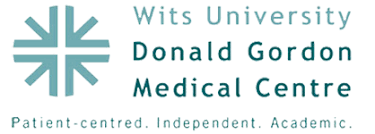 Wits University
Donald Gordon
Medical Centre
Patient-centred. Independent. Academic.